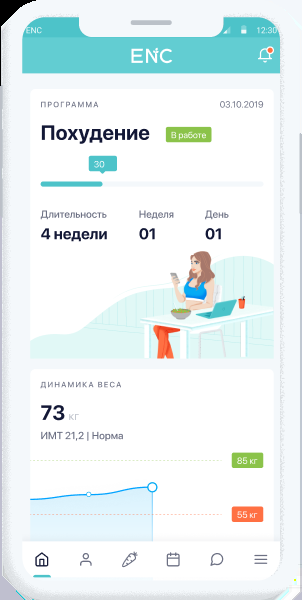 ENC 12:30
ENC
ПРОГРАММА 03.10.2019
Похудение В работе
30
Длительность Неделя День
4 недели 01 01
ДИНАМИКА ВЕСА
73 кг
ИМТ 21,2 | Норма
85 кг
55 кг